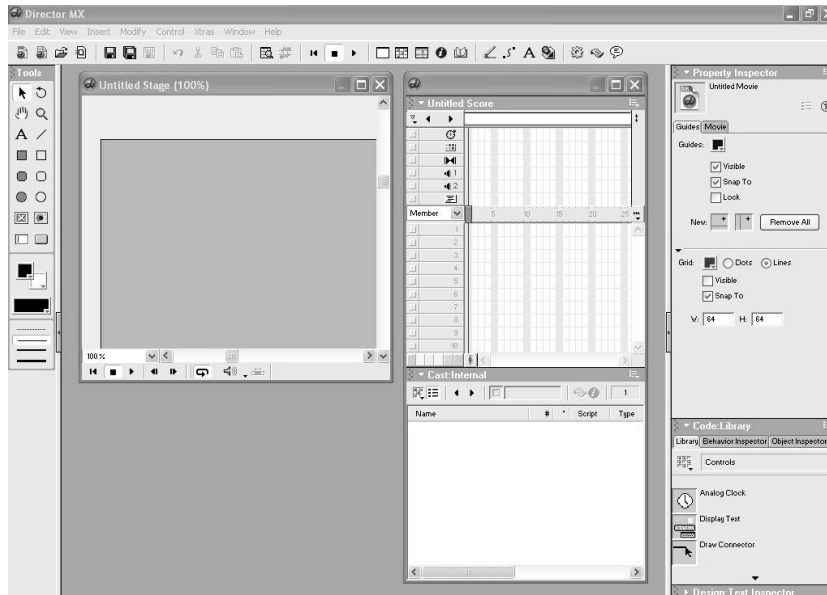 Director MX
File Edit View Insert Modify Control Xtras Window Help
Tools
Untitled Stage (100%)
100%
Untitled Score
1
2
Member
5 10 15 20 25
1
2
3
4
5
6
7
8
9
10
Cast:Internal
1
Name # * Script Type
Property Inspector
Untitled Movie
Guides Movie
Guides:
Visible
Snap To
Lock
New: Remove All
Grid: Dots Lines
Visible
Snap To
W: 64 H: 64
Code:Library
Library Behavior Inspector Object Inspector
Controls
Analog Clock
Display Text
Draw Connector
Design:Text Inspector